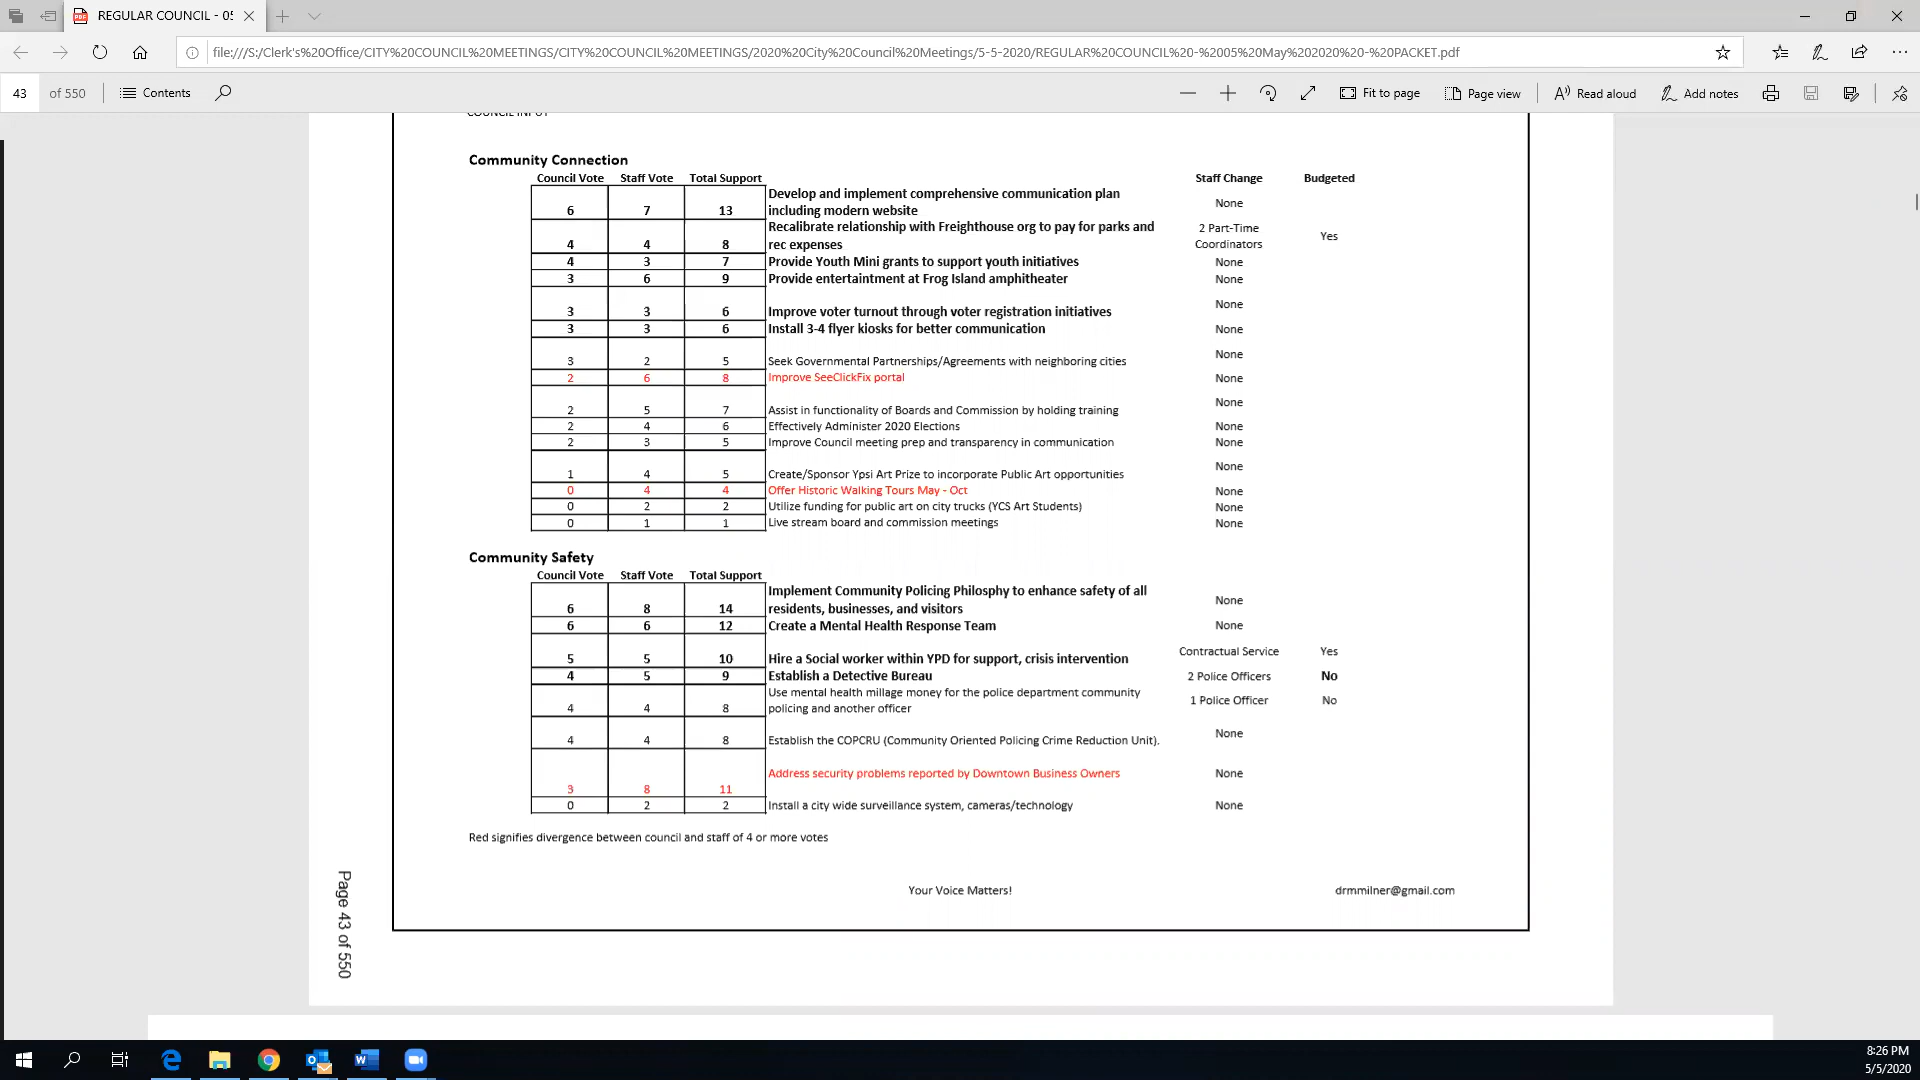 REGULAR COUNCIL - 05
file:///S:/Clerk's%20Office/CITY%20COUNCIL%20MEETINGS/CITY%20COUNCIL%20MEETINGS/2020%20City%20Council%20Meetings/5-5-2020/REGULAR%20COUNCIL%20-%2005%20May%202020%20-%20PACKET.pdf
43 of 550 Contents Fit to page Page view Read aloud Add notes
COUNCIL INPUT
Community Connection
Council Vote Staff Vote Total Support Staff Change Budgeted
Develop and implement comprehensive communication plan
6 7 13 including modern website None
Recalibrate relationship with Freighthouse org to pay for parks and
4 4 8 rec expenses 2 Part-Time Coordinators Yes
4 3 7 Provide Youth Mini grants to support youth initiatives None
3 6 9 Provide entertaintment at Frog Island amphitheater None
3 3 6 Improve voter turnout through voter registration initiatives None
3 3 6 Install 3-4 flyer kiosks for better communication None
3 2 5 Seek Governmental Partnerships/Agreements with neighboring cities None
2 6 8 Improve SeeClickFix portal None
2 5 7 Assist in functionality of Boards and Commission by holding training None
2 4 6 Effectively Administer 2020 Elections None
2 3 5 Improve Council meeting prep and transparency in communication None
1 4 5 Create/Sponsor Ypsi Art Prize to incorporate Public Art opportunities None
0 4 4 Offer Historic Walking Tours May - Oct None
0 2 2 Utilize funding for public art on city trucks (YCS Art Students) None
0 1 1 Live stream board and commission meetings None
Community Safety
Council Vote Staff Vote Total Support
Implement Community Policing Philosphy to enhance safety of all
6 8 14 residents, businesses, and visitors None
6 6 12 Create a Mental Health Response Team None
5 5 10 Hire a Social worker within YPD for support, crisis intervention Contractual Service Yes
4 5 9 Establish a Detective Bureau 2 Police Officers No
Use mental health millage money for the police department community
4 4 8 policing and another officer 1 Police Officer No
4 4 8 Establish the COPCRU (Community Oriented Policing Crime Reduction Unit). None
Address security problems reported by Downtown Business Owners None
3 8 11
0 2 2 Install a city wide surveillance system, cameras/technology None
Red signifies divergence between council and staff of 4 or more votes
Your Voice Matters! drmmilner@gmail.com
Page 43 of 550
8:26 PM
5/5/2020